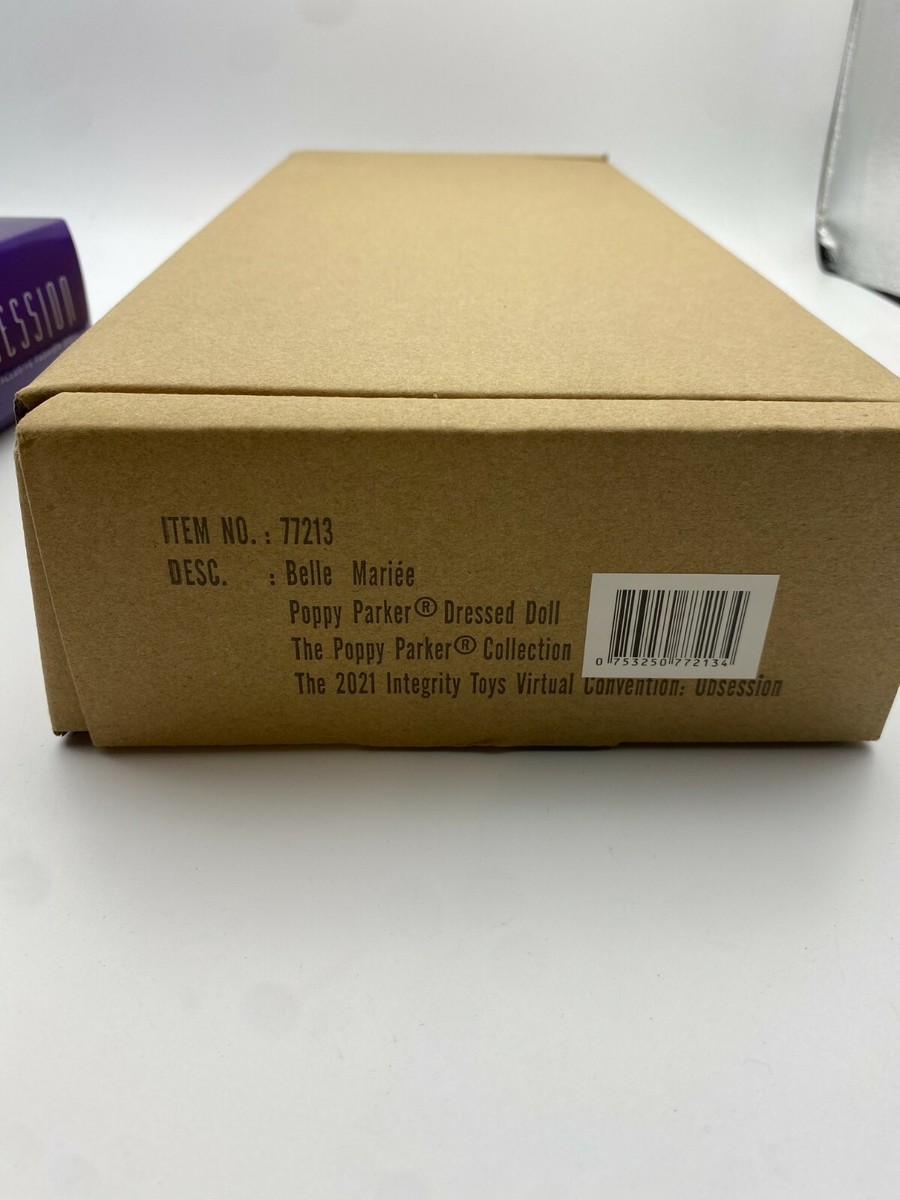 ESSION
ITEM NO. : 77213
DESC. : Belle Mariée
Poppy Parker® Dressed Doll
The Poppy Parker® Collection
The 2021 Integrity Toys Virtual Convention: Obsession
0 753250 772134